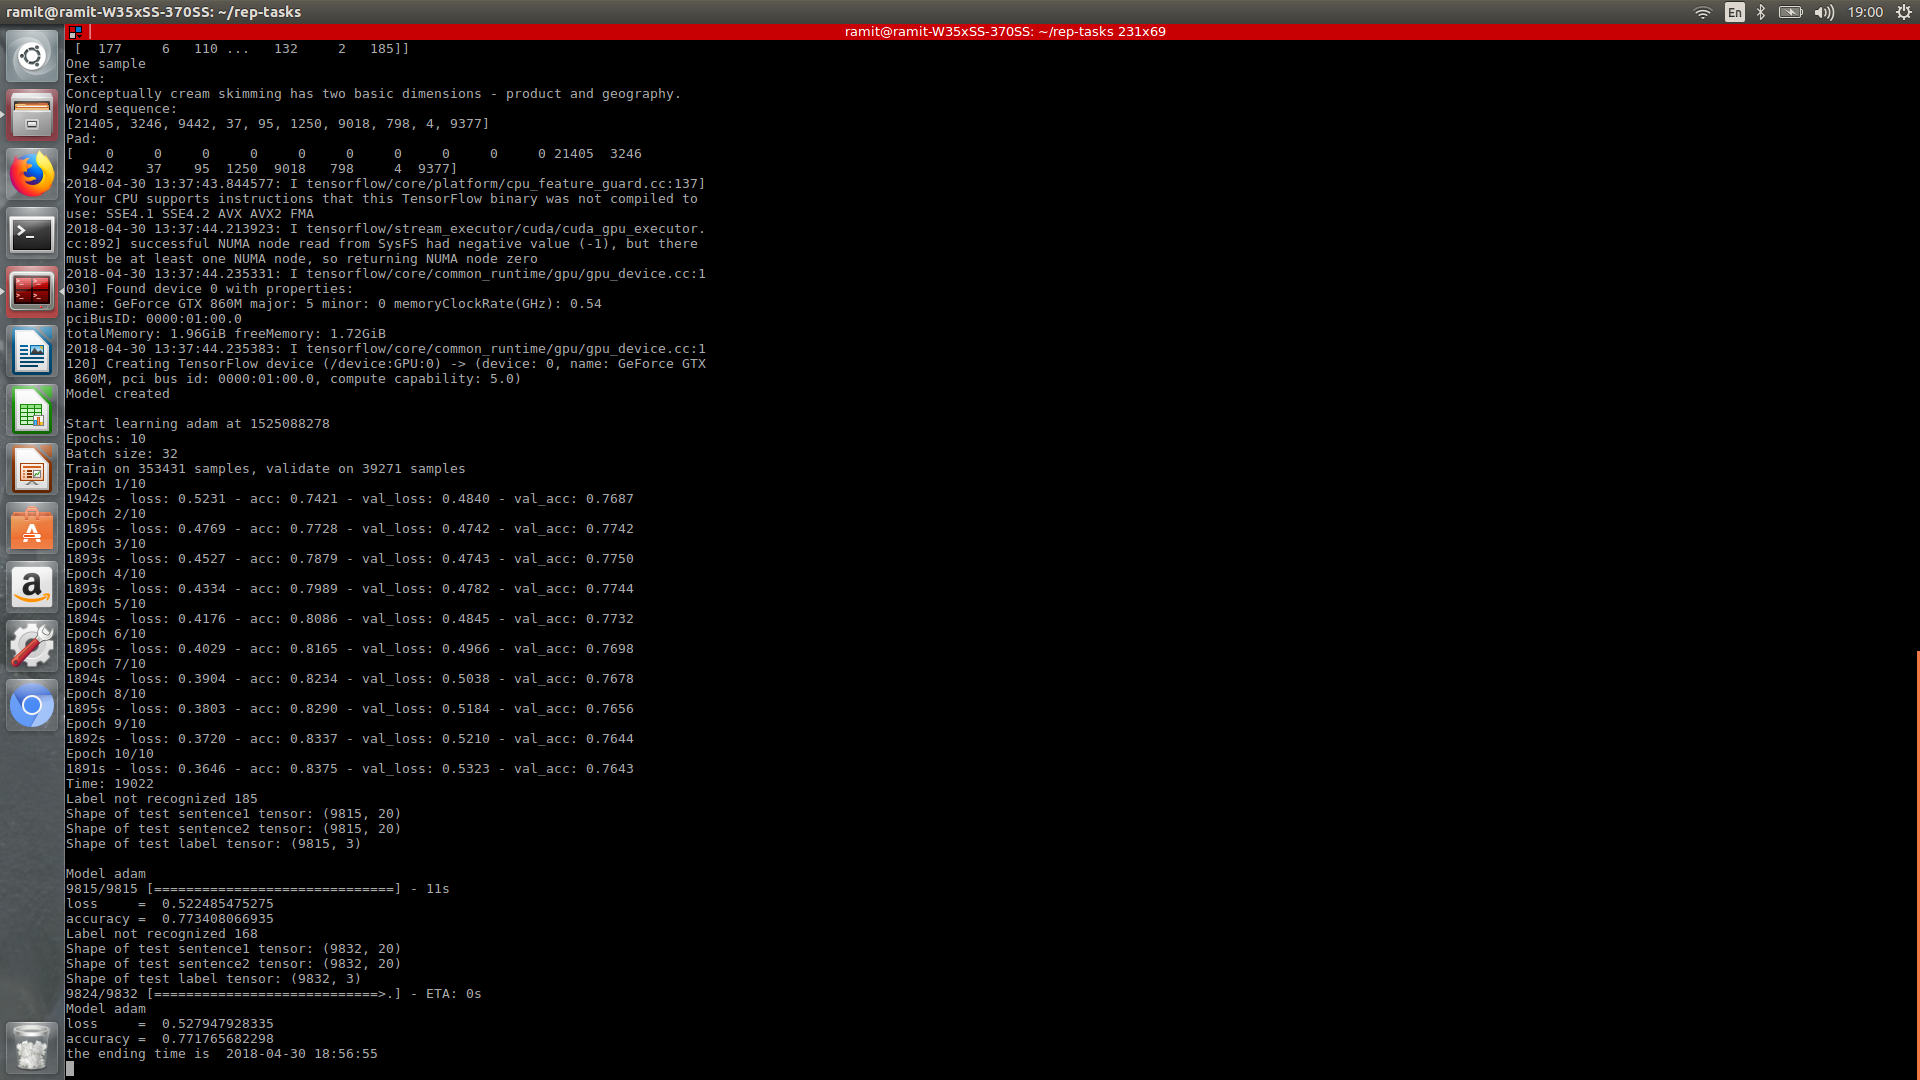 ramit@ramit-W35xSS-370SS: ~/rep-tasks
En
19:00
ramit@ramit-W35xSS-370SS: ~/rep-tasks 231x69
[  177     6   110 ...   132     2   185]]
One sample
Text:
Conceptually cream skimming has two basic dimensions - product and geography.
Word sequence:
[21405, 3246, 9442, 37, 95, 1250, 9018, 798, 4, 9377]
Pad:
[    0     0     0     0     0     0     0     0     0     0 21405  3246
  9442    37    95  1250  9018   798     4  9377]
2018-04-30 13:37:43.844577: I tensorflow/core/platform/cpu_feature_guard.cc:137]
 Your CPU supports instructions that this TensorFlow binary was not compiled to
use: SSE4.1 SSE4.2 AVX AVX2 FMA
2018-04-30 13:37:44.213923: I tensorflow/stream_executor/cuda/cuda_gpu_executor.
cc:892] successful NUMA node read from SysFS had negative value (-1), but there
must be at least one NUMA node, so returning NUMA node zero
2018-04-30 13:37:44.235331: I tensorflow/core/common_runtime/gpu/gpu_device.cc:1
030] Found device 0 with properties:
name: GeForce GTX 860M major: 5 minor: 0 memoryClockRate(GHz): 0.54
pciBusID: 0000:01:00.0
totalMemory: 1.96GiB freeMemory: 1.72GiB
2018-04-30 13:37:44.235383: I tensorflow/core/common_runtime/gpu/gpu_device.cc:1
120] Creating TensorFlow device (/device:GPU:0) -> (device: 0, name: GeForce GTX
 860M, pci bus id: 0000:01:00.0, compute capability: 5.0)
Model created
Start learning adam at 1525088278
Epochs: 10
Batch size: 32
Train on 353431 samples, validate on 39271 samples
Epoch 1/10
1942s - loss: 0.5231 - acc: 0.7421 - val_loss: 0.4840 - val_acc: 0.7687
Epoch 2/10
1895s - loss: 0.4769 - acc: 0.7728 - val_loss: 0.4742 - val_acc: 0.7742
Epoch 3/10
1893s - loss: 0.4527 - acc: 0.7879 - val_loss: 0.4743 - val_acc: 0.7750
Epoch 4/10
1893s - loss: 0.4334 - acc: 0.7989 - val_loss: 0.4782 - val_acc: 0.7744
Epoch 5/10
1894s - loss: 0.4176 - acc: 0.8086 - val_loss: 0.4845 - val_acc: 0.7732
Epoch 6/10
1895s - loss: 0.4029 - acc: 0.8165 - val_loss: 0.4966 - val_acc: 0.7698
Epoch 7/10
1894s - loss: 0.3904 - acc: 0.8234 - val_loss: 0.5038 - val_acc: 0.7678
Epoch 8/10
1895s - loss: 0.3803 - acc: 0.8290 - val_loss: 0.5184 - val_acc: 0.7656
Epoch 9/10
1892s - loss: 0.3720 - acc: 0.8337 - val_loss: 0.5210 - val_acc: 0.7644
Epoch 10/10
1891s - loss: 0.3646 - acc: 0.8375 - val_loss: 0.5323 - val_acc: 0.7643
Time: 19022
Label not recognized 185
Shape of test sentence1 tensor: (9815, 20)
Shape of test sentence2 tensor: (9815, 20)
Shape of test label tensor: (9815, 3)
Model adam
9815/9815 [==============================] - 11s
loss     =  0.522485475275
accuracy =  0.773408066935
Label not recognized 168
Shape of test sentence1 tensor: (9832, 20)
Shape of test sentence2 tensor: (9832, 20)
Shape of test label tensor: (9832, 3)
9824/9832 [============================>.] - ETA: 0s
Model adam
loss     =  0.527947928335
accuracy =  0.771765682298
the ending time is  2018-04-30 18:56:55